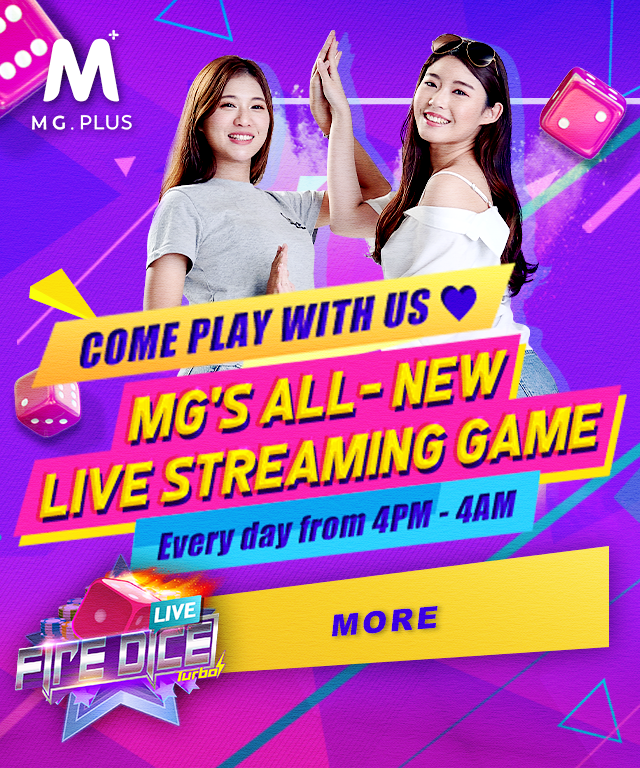 M+
MG.PLUS
COME PLAY WITH US
MG'S ALL-NEW
LIVE STREAMING GAME
Every day from 4PM - 4AM
LIVE
FIRE DICE
Turbo
MORE